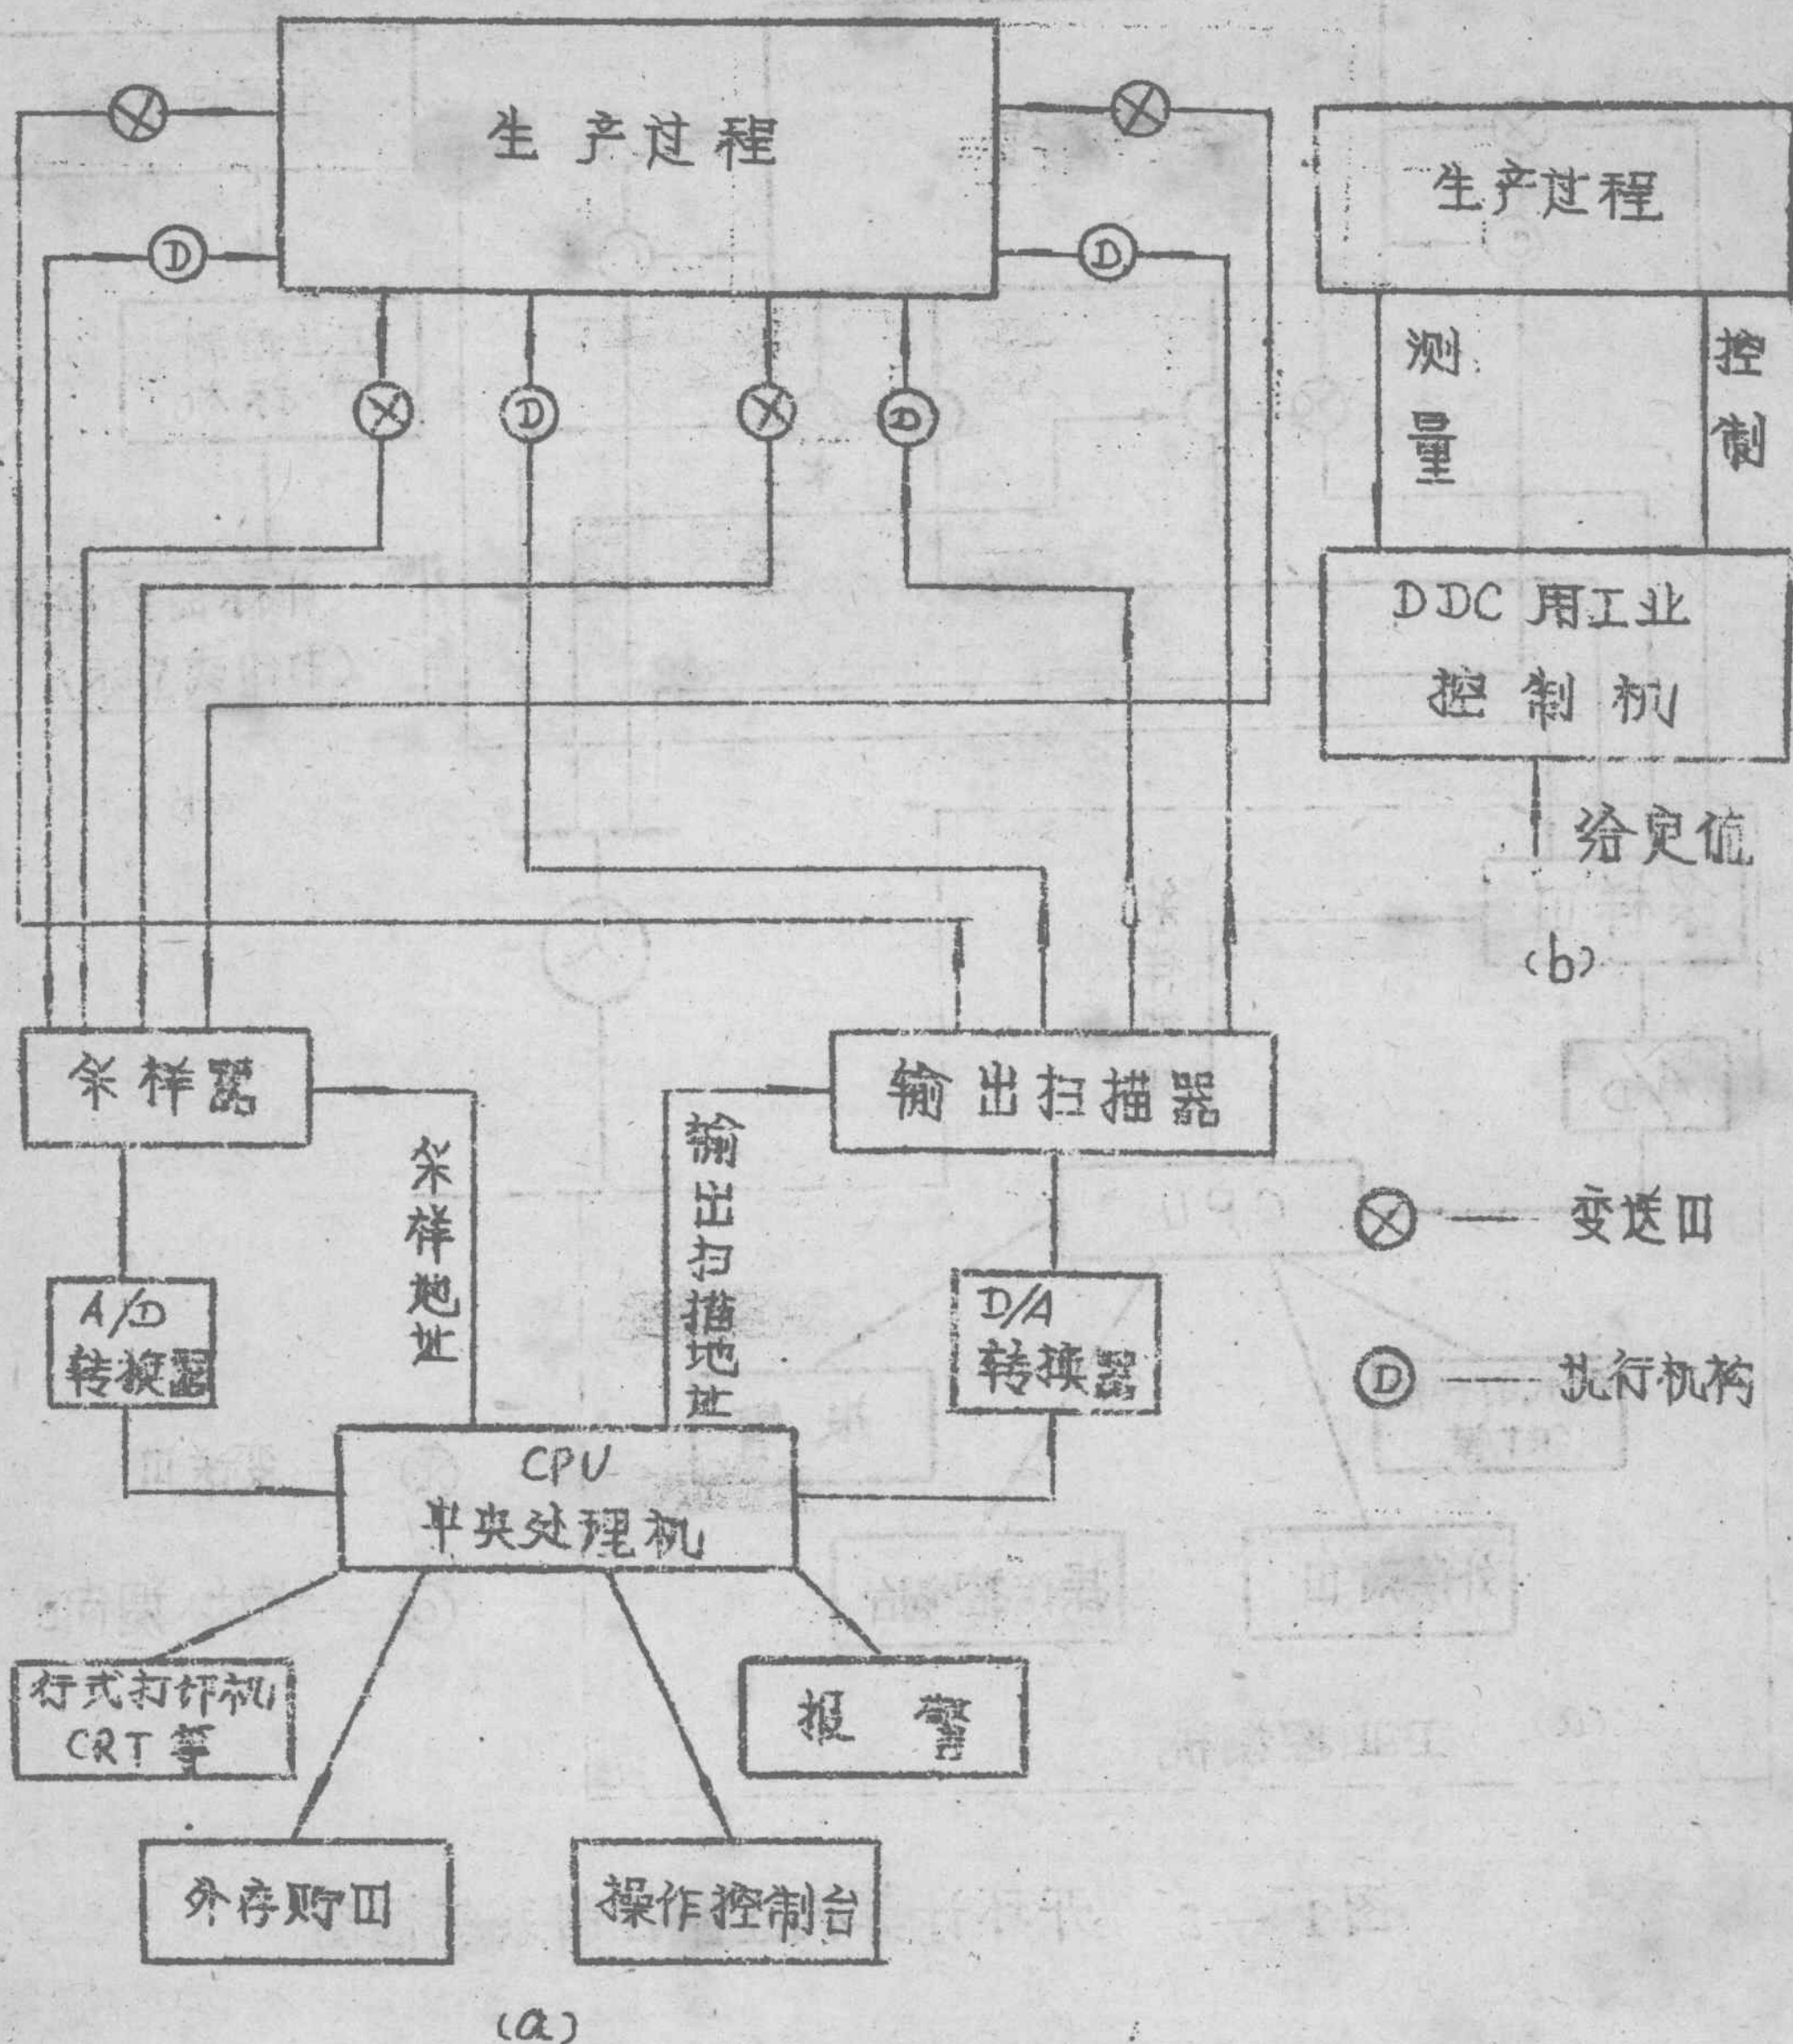 生产过程
生产过程
测量
控制
DDC 用工业
控制机
给定值
(b)
采样器
输出扫描器
采样地址
输出扫描地址
A/D
转换器
D/A
转换器
CPU
中央处理机
⊗ — 变送皿
Ⓓ — 执行机构
行式打印机
CRT 等
报警
外存贮皿
操作控制台
(a)